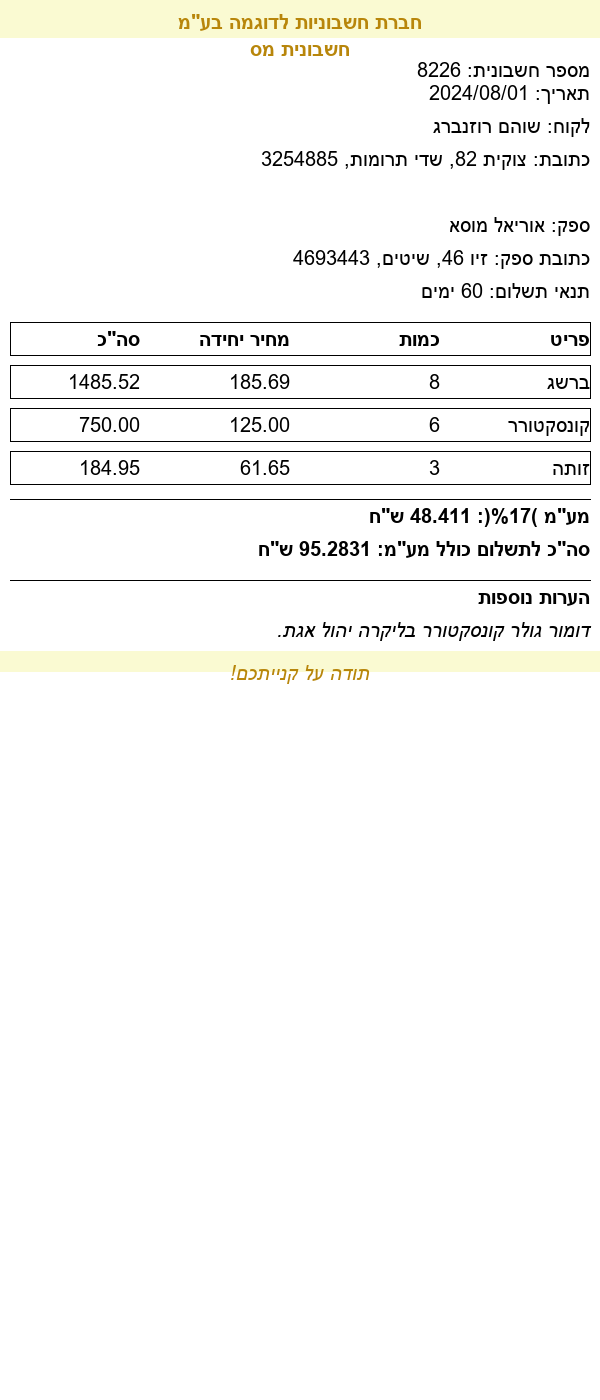 חברת חשבוניות לדוגמה בע"מ
חשבונית מס
מספר חשבונית: 8226
תאריך: 2024/08/01
לקוח: שוהם רוזנברג
כתובת: צוקית 82, שדי תרומות, 3254885
ספק: אוריאל מוסא
כתובת ספק: זיו 46, שיטים, 4693443
תנאי תשלום: 60 ימים
פריט כמות מחיר יחידה סה"כ
ברשג 8 185.69 1485.52
קונסקטורר 6 125.00 750.00
זותה 3 61.65 184.95
מע"מ )17%(: 48.411 ש"ח
סה"כ לתשלום כולל מע"מ: 95.2831 ש"ח
הערות נוספות
דומור גולר קונסקטורר בליקרה יהול אגת.
תודה על קנייתכם!